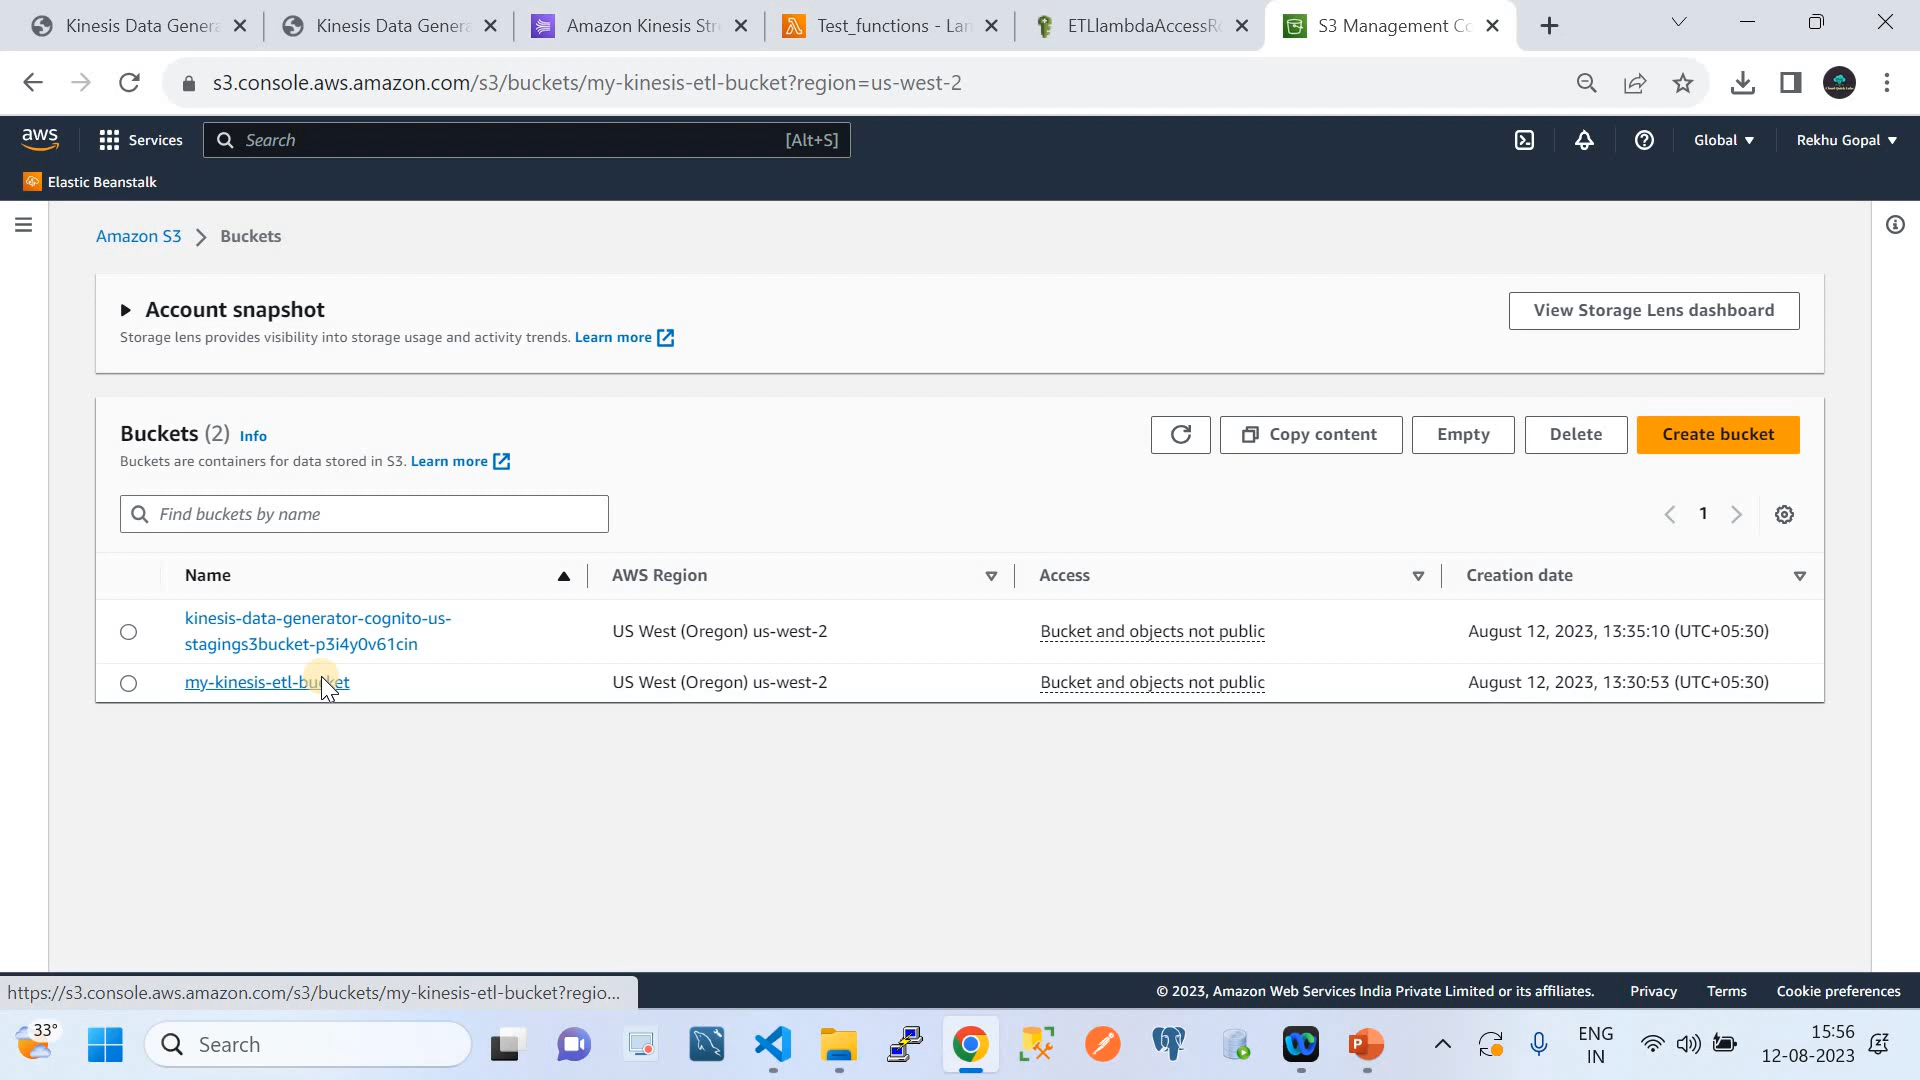 Kinesis Data Genera
Kinesis Data Genera
Amazon Kinesis Str
Test_functions - Lan
ETLlambdaAccessRo
S3 Management Co
s3.console.aws.amazon.com/s3/buckets/my-kinesis-etl-bucket?region=us-west-2
aws
Services
Search
[Alt+S]
Global
Rekhu Gopal
Elastic Beanstalk
Amazon S3
Buckets
Account snapshot
View Storage Lens dashboard
Storage lens provides visibility into storage usage and activity trends. Learn more
Buckets (2) Info
Copy content
Empty
Delete
Create bucket
Buckets are containers for data stored in S3. Learn more
Find buckets by name
1
Name
AWS Region
Access
Creation date
kinesis-data-generator-cognito-us-
stagings3bucket-p3i4y0v61cin
US West (Oregon) us-west-2
Bucket and objects not public
August 12, 2023, 13:35:10 (UTC+05:30)
my-kinesis-etl-bucket
US West (Oregon) us-west-2
Bucket and objects not public
August 12, 2023, 13:30:53 (UTC+05:30)
https://s3.console.aws.amazon.com/s3/buckets/my-kinesis-etl-bucket?regio...
© 2023, Amazon Web Services India Private Limited or its affiliates.
Privacy
Terms
Cookie preferences
33°
Search
ENG
IN
15:56
12-08-2023